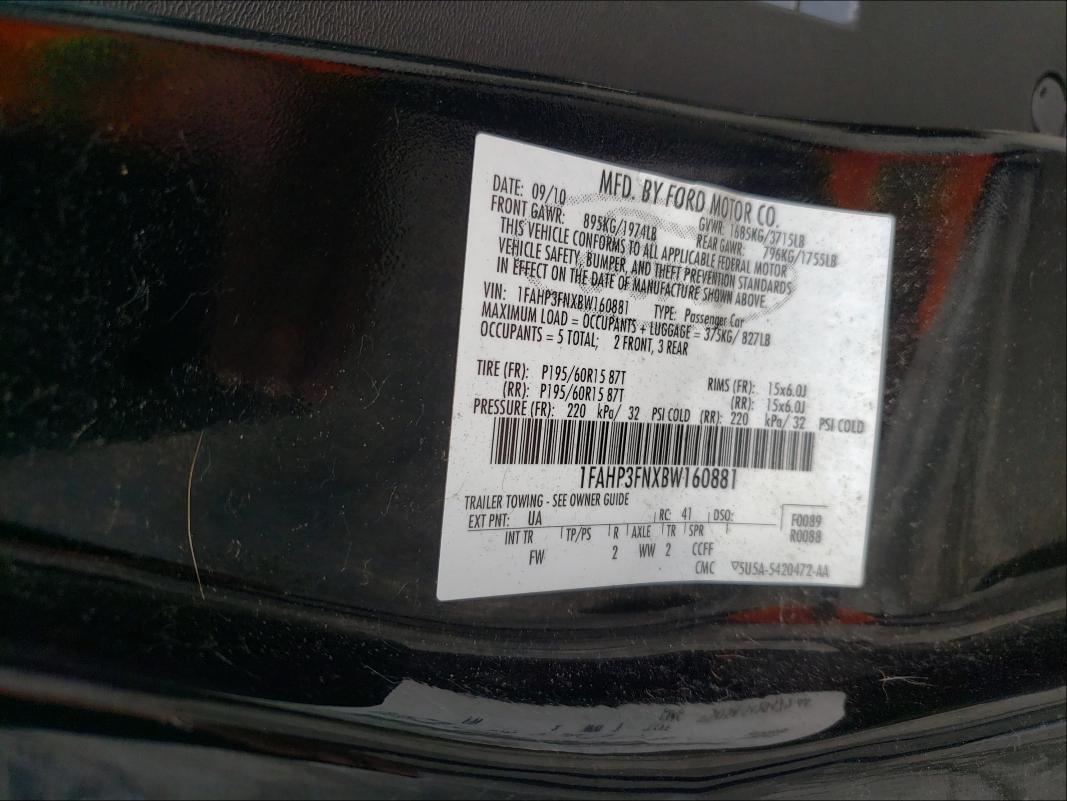 MFD. BY FORD MOTOR CO.
DATE: 09/10 GVWR: 1685KG/3715LB
FRONT GAWR: 895KG/1974LB REAR GAWR: 796KG/1755LB
THIS VEHICLE CONFORMS TO ALL APPLICABLE FEDERAL MOTOR
VEHICLE SAFETY, BUMPER, AND THEFT PREVENTION STANDARDS
IN EFFECT ON THE DATE OF MANUFACTURE SHOWN ABOVE.
VIN: 1FAHP3FNXBW160881 TYPE: Passenger Car
MAXIMUM LOAD = OCCUPANTS + LUGGAGE = 375KG/ 827LB
OCCUPANTS = 5 TOTAL; 2 FRONT, 3 REAR
TIRE (FR): P195/60R15 87T RIMS (FR): 15x6.0J
(RR): P195/60R15 87T (RR): 15x6.0J
PRESSURE (FR): 220 kPa/ 32 PSI COLD (RR): 220 kPa/ 32 PSI COLD
1FAHP3FNXBW160881
TRAILER TOWING - SEE OWNER GUIDE
EXT PNT: UA RC: 41 DSO: F0089
INT TR TP/PS R AXLE TR SPR R0088
FW 2 WW 2 CCFF
CMC 5U5A-5420472-AA